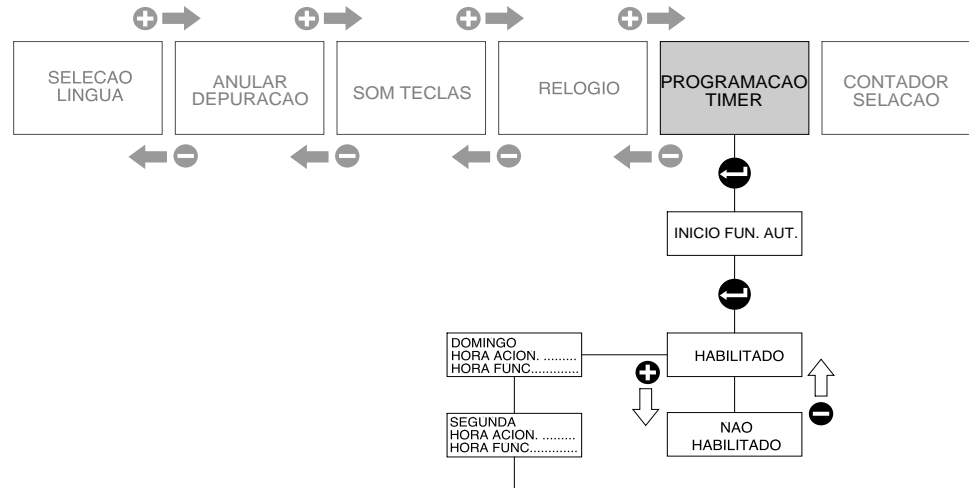 SELECAO
LINGUA
ANULAR
DEPURACAO
SOM TECLAS
RELOGIO
PROGRAMACAO
TIMER
CONTADOR
SELACAO
INICIO FUN. AUT.
DOMINGO
HORA ACION. .........
HORA FUNC.............
HABILITADO
SEGUNDA
HORA ACION. .........
HORA FUNC.............
NAO
HABILITADO